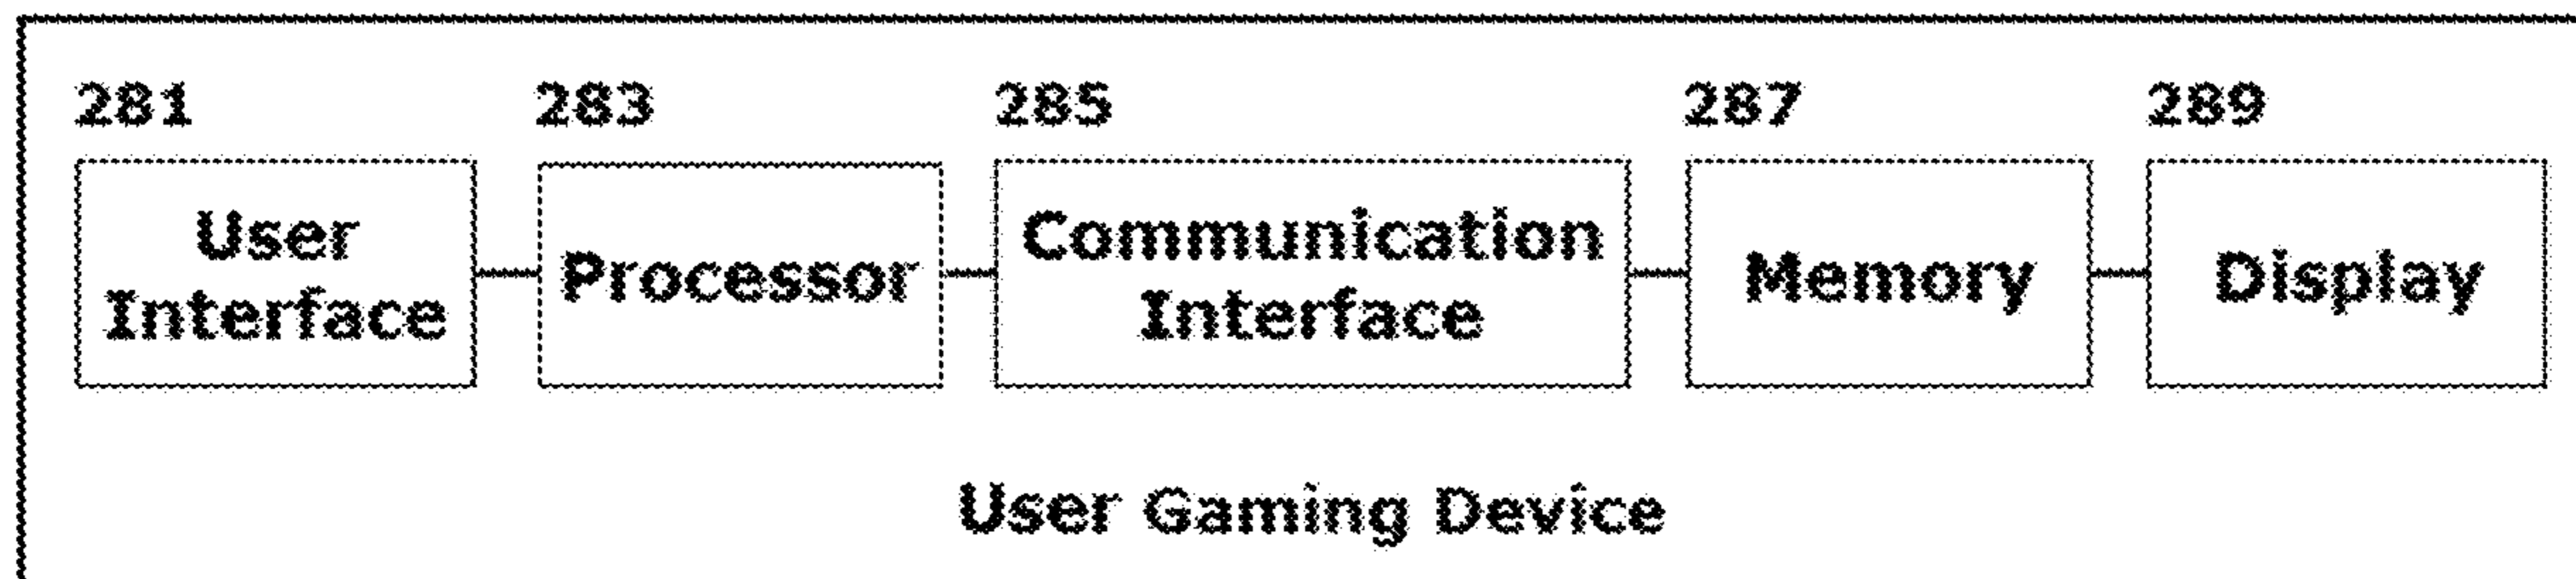 281 283 285 287 289
User
Interface
Processor
Communication
Interface
Memory
Display
User Gaming Device